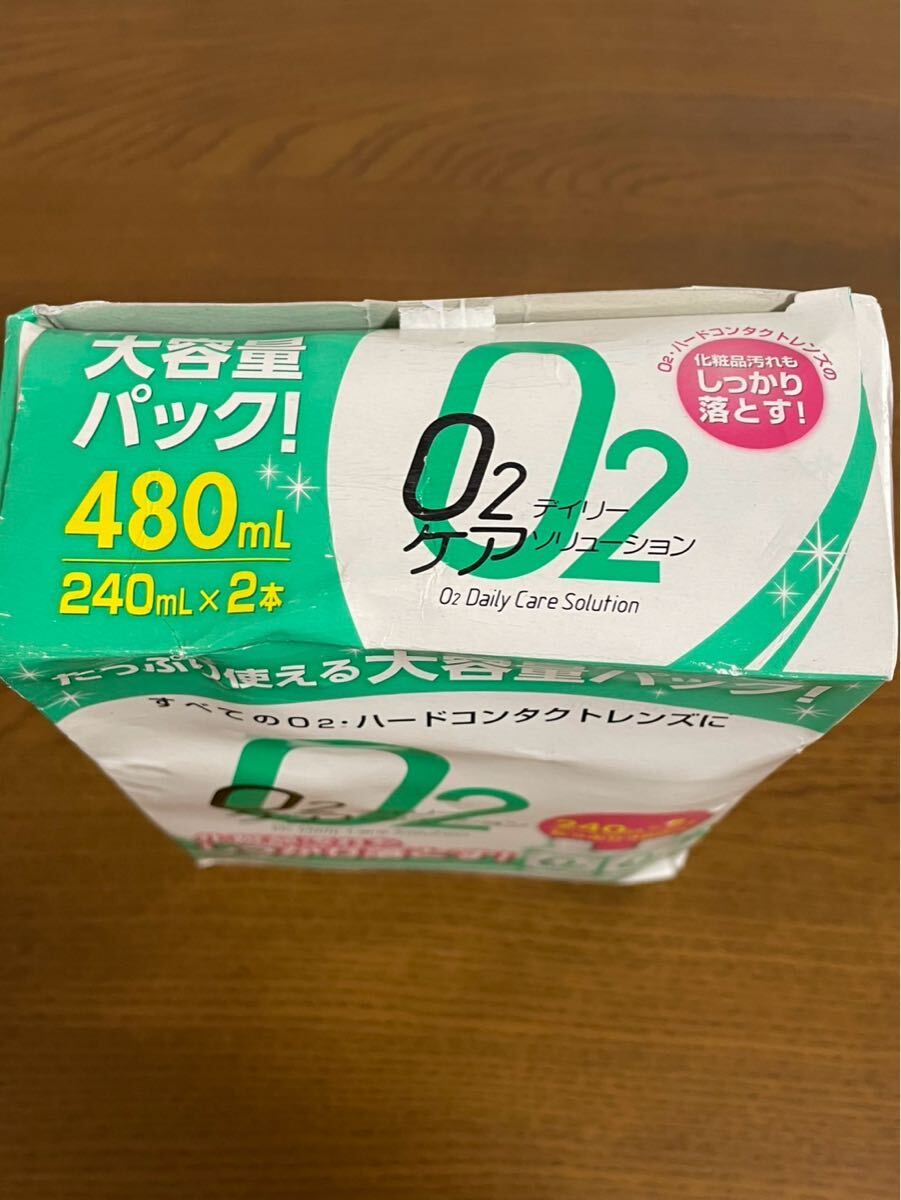 大容量
パック!
480mL
240mL×2本
O2
O2デイリー
ケアソリューション
O2 Daily Care Solution
O2・ハードコンタクトレンズの
化粧品汚れも
しっかり
落とす!
たっぷり使える大容量パック!
すべてのO2・ハードコンタクトレンズに
O2
O2